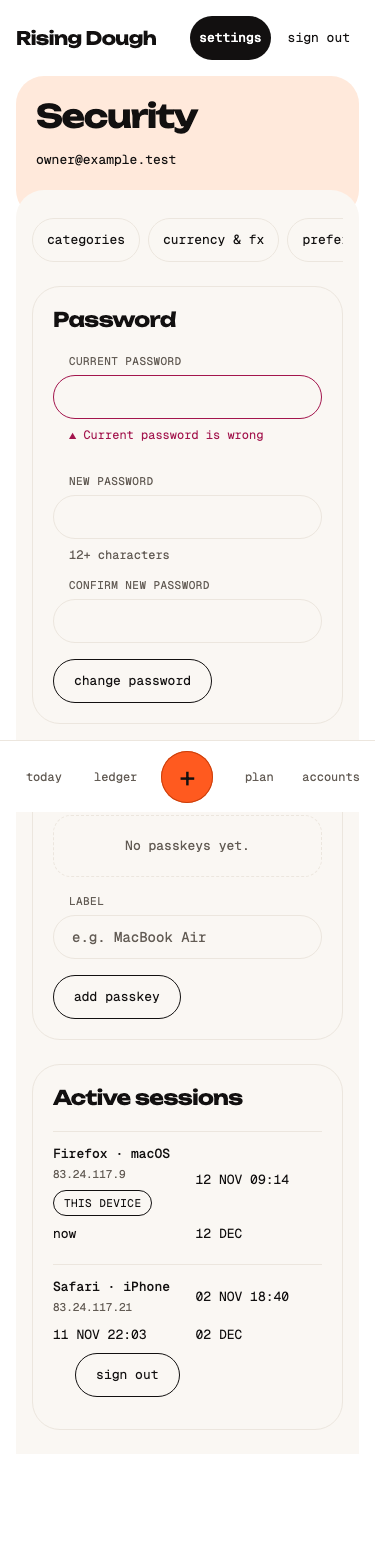 Rising Dough
settings
sign out
Security
owner@example.test
categories
currency & fx
Password
CURRENT PASSWORD
▲ Current password is wrong
NEW PASSWORD
12+ characters
CONFIRM NEW PASSWORD
change password
today
ledger
+
plan
accounts
No passkeys yet.
LABEL
e.g. MacBook Air
add passkey
Active sessions
Firefox · macOS
83.24.117.9
12 NOV 09:14
THIS DEVICE
now
12 DEC
Safari · iPhone
83.24.117.21
02 NOV 18:40
11 NOV 22:03
02 DEC
sign out